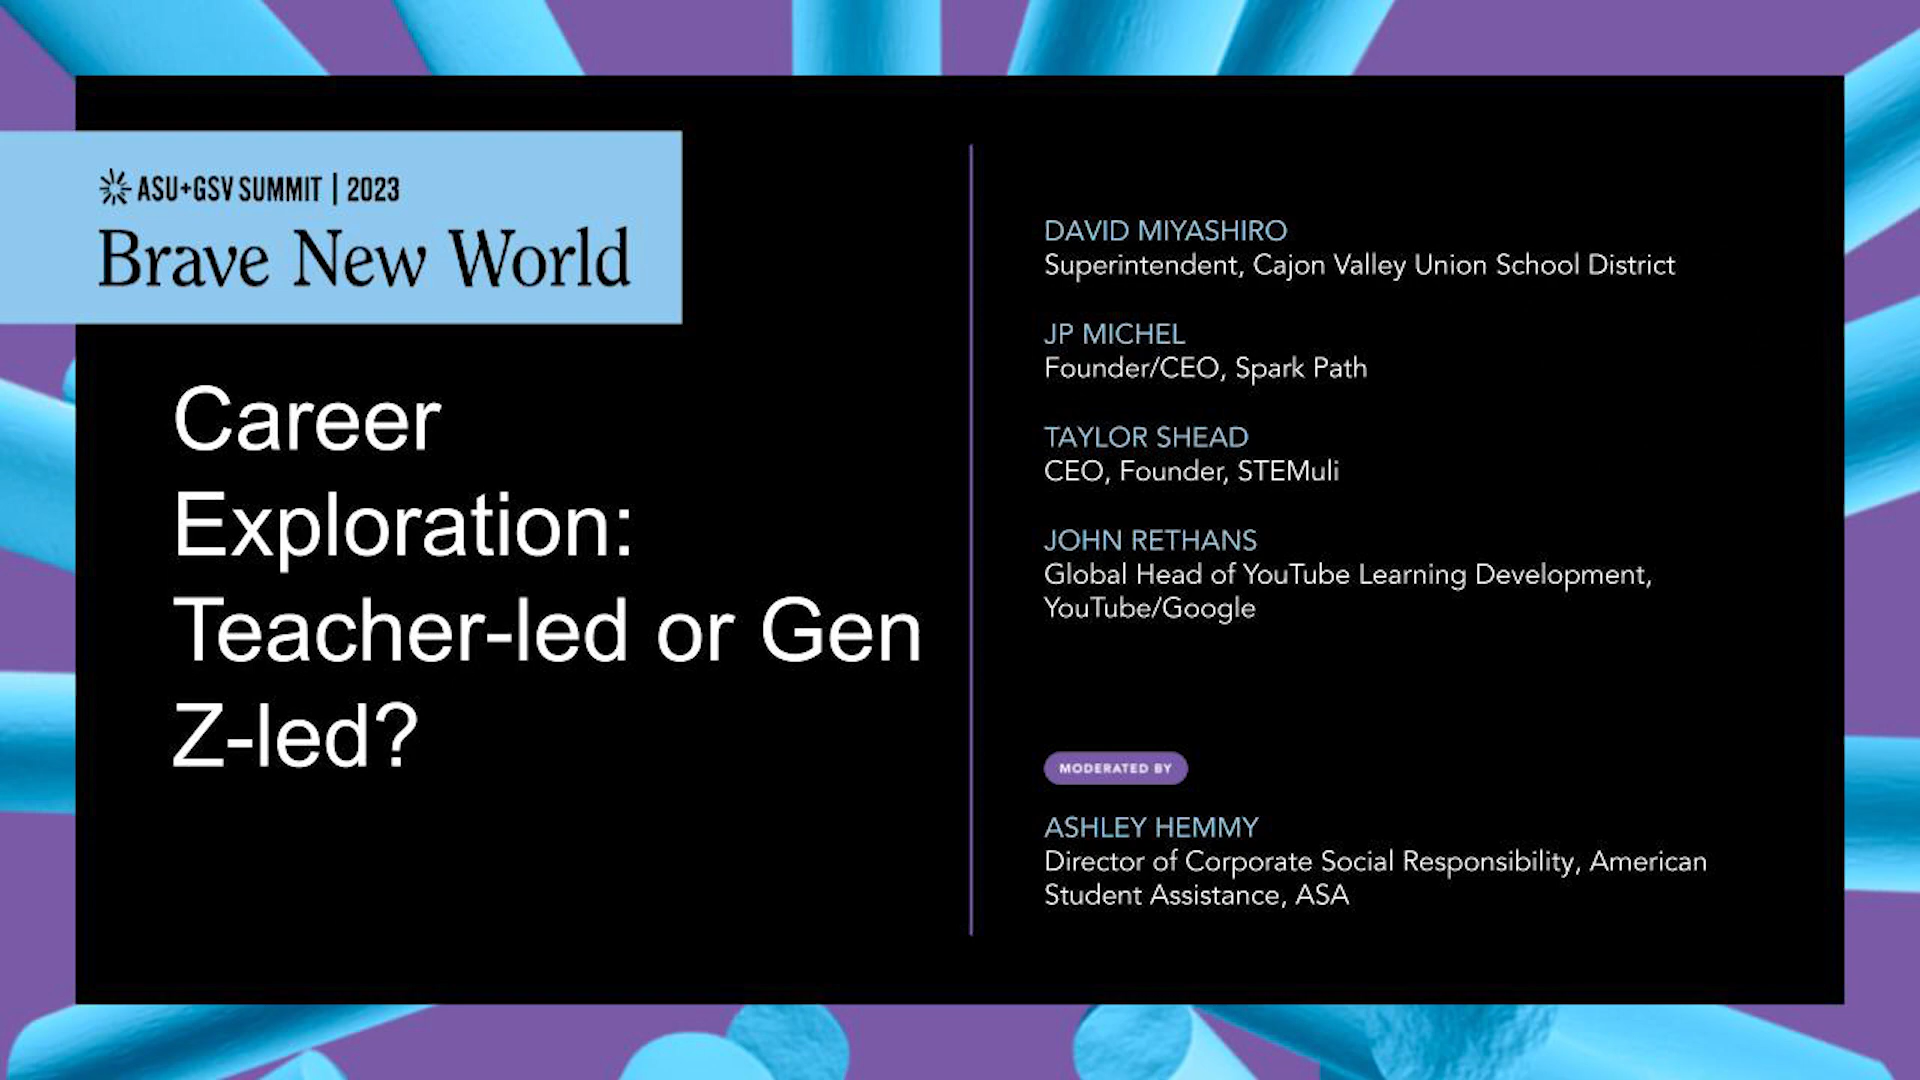 ASU+GSV SUMMIT | 2023
Brave New World
Career
Exploration:
Teacher-led or Gen
Z-led?
DAVID MIYASHIRO
Superintendent, Cajon Valley Union School District
JP MICHEL
Founder/CEO, Spark Path
TAYLOR SHEAD
CEO, Founder, STEMuli
JOHN RETHANS
Global Head of YouTube Learning Development,
YouTube/Google
MODERATED BY
ASHLEY HEMMY
Director of Corporate Social Responsibility, American
Student Assistance, ASA